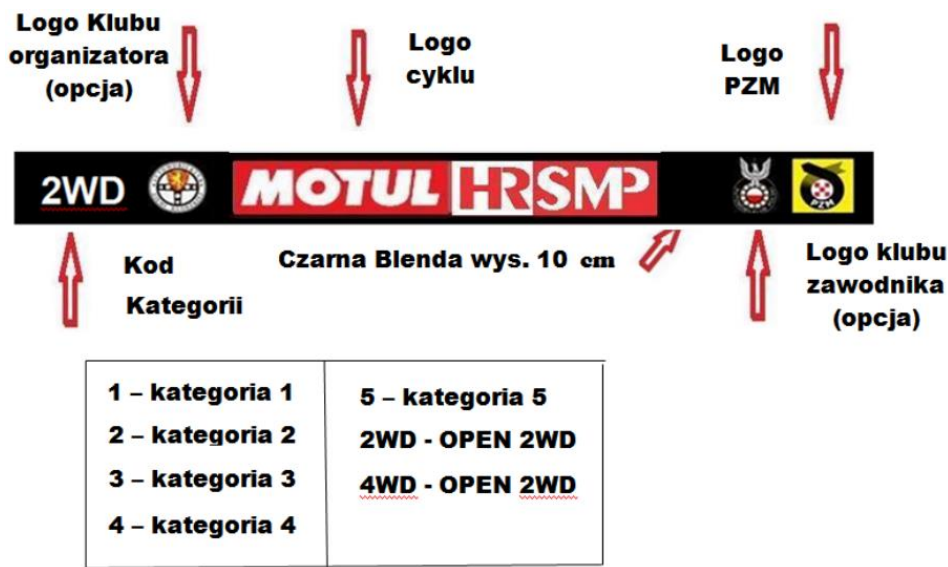 Logo Klubu
organizatora
(opcja)
Logo
cyklu
Logo
PZM
2WD
MOTUL HRSMP
PZM
Kod
Kategorii
Czarna Blenda wys. 10 cm
Logo klubu
zawodnika
(opcja)
1 – kategoria 1
2 – kategoria 2
3 – kategoria 3
4 – kategoria 4
5 – kategoria 5
2WD - OPEN 2WD
4WD - OPEN 2WD